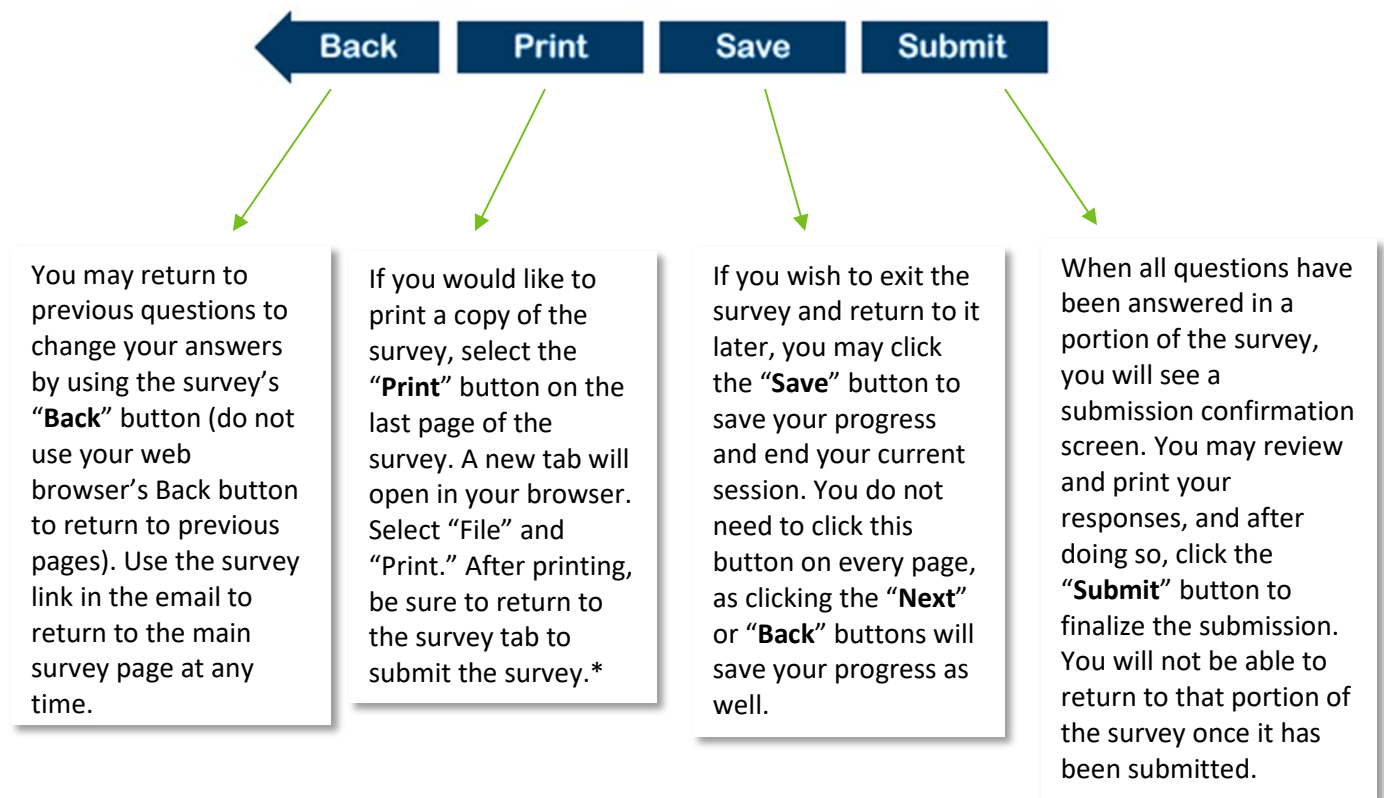 Back
Print
Save
Submit
You may return to
previous questions to
change your answers
by using the survey’s
“Back” button (do not
use your web
browser’s Back button
to return to previous
pages). Use the survey
link in the email to
return to the main
survey page at any
time.
If you would like to
print a copy of the
survey, select the
“Print” button on the
last page of the
survey. A new tab will
open in your browser.
Select “File” and
“Print.” After printing,
be sure to return to
the survey tab to
submit the survey.*
If you wish to exit the
survey and return to it
later, you may click
the “Save” button to
save your progress
and end your current
session. You do not
need to click this
button on every page,
as clicking the “Next”
or “Back” buttons will
save your progress as
well.
When all questions have
been answered in a
portion of the survey,
you will see a
submission confirmation
screen. You may review
and print your
responses, and after
doing so, click the
“Submit” button to
finalize the submission.
You will not be able to
return to that portion of
the survey once it has
been submitted.